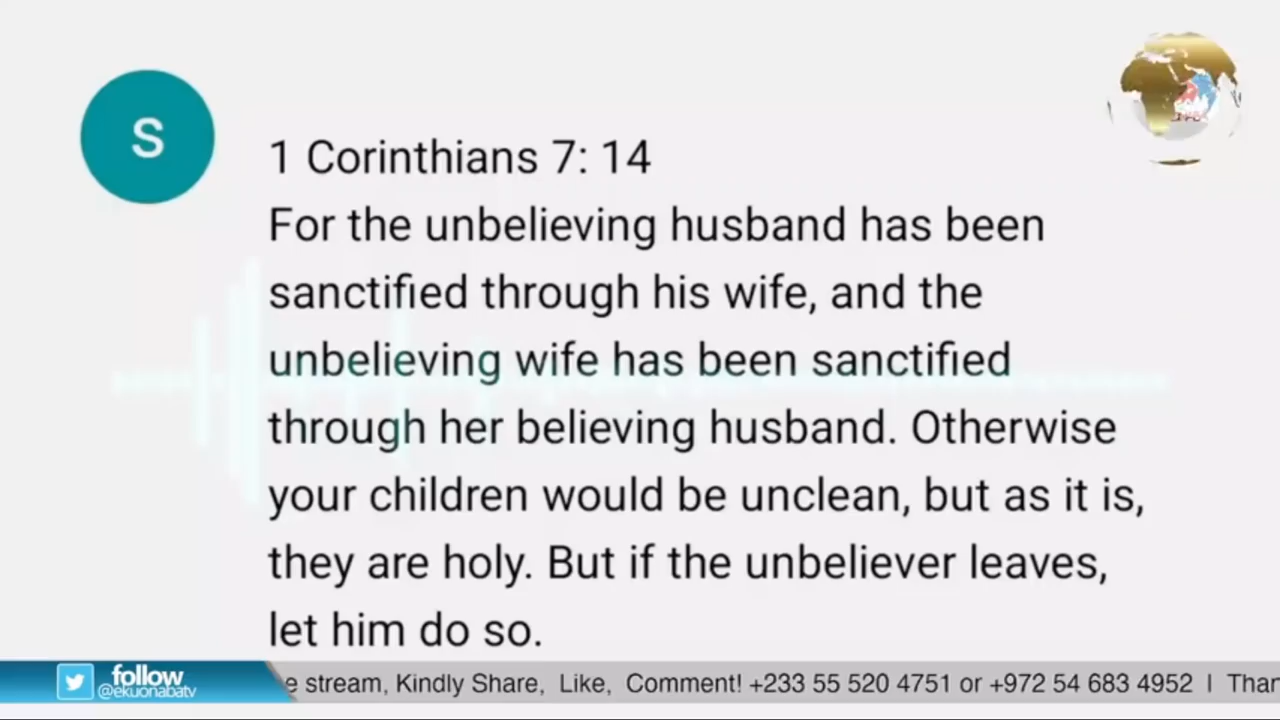 S
1 Corinthians 7: 14
For the unbelieving husband has been
sanctified through his wife, and the
unbelieving wife has been sanctified
through her believing husband. Otherwise
your children would be unclean, but as it is,
they are holy. But if the unbeliever leaves,
let him do so.
follow
@ekuonabatv
e stream, Kindly Share, Like, Comment! +233 55 520 4751 or +972 54 683 4952 | Than